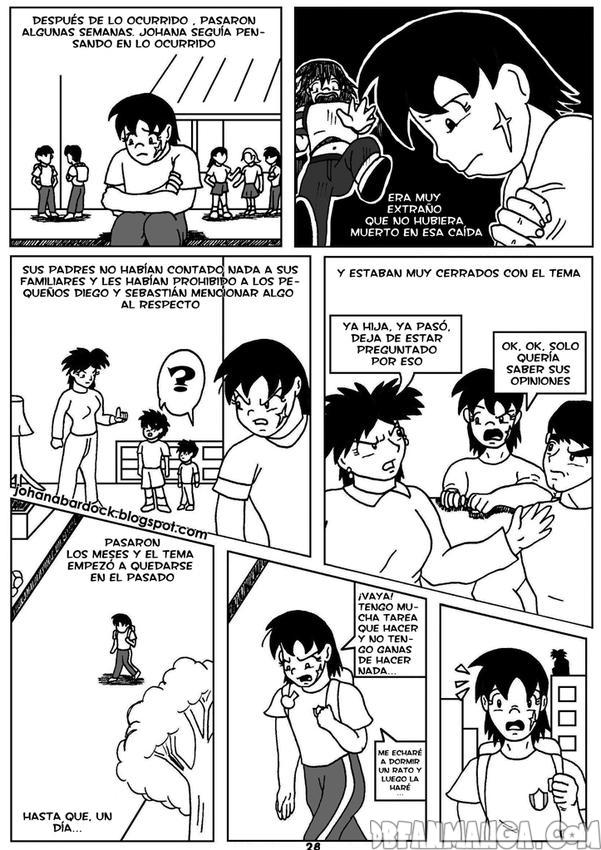 DESPUÉS DE LO OCURRIDO , PASARON
ALGUNAS SEMANAS. JOHANA SEGUÍA PEN-
SANDO EN LO OCURRIDO
ERA MUY
EXTRAÑO
QUE NO HUBIERA
MUERTO EN ESA CAÍDA
SUS PADRES NO HABÍAN CONTADO NADA A SUS
FAMILIARES Y LES HABÍAN PROHIBIDO A LOS PE-
QUEÑOS DIEGO Y SEBASTIÁN MENCIONAR ALGO
AL RESPECTO
?
johanabardock.blogspot.com
Y ESTABAN MUY CERRADOS CON EL TEMA
YA HIJA, YA PASÓ,
DEJA DE ESTAR
PREGUNTADO
POR ESO
OK, OK, SOLO
QUERÍA
SABER SUS
OPINIONES
PASARON
LOS MESES Y EL TEMA
EMPEZÓ A QUEDARSE
EN EL PASADO
HASTA QUE, UN
DÍA...
¡VAYA!
TENGO MU-
CHA TAREA
QUE HACER
Y NO TEN-
GO GANAS
DE HACER
NADA...
ME ECHARÉ
A DORMIR
UN RATO Y
LUEGO LA
HARÉ
...
28
DBFANMANGA.COM